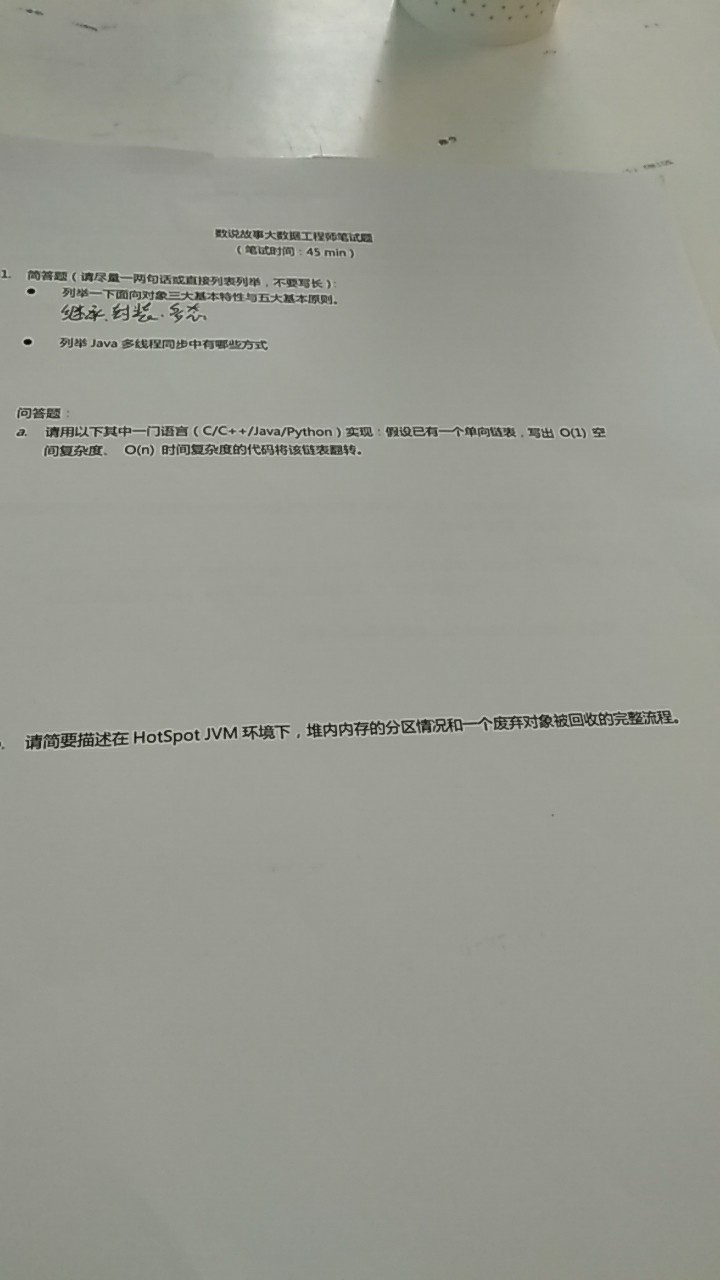 数说故事大数据工程师笔试题
（笔试时间：45 min）
1. 简答题（请尽量一两句话或直接列表列举，不要写长）：
● 列举一下面向对象三大基本特性与五大基本原则。
继承.封装.多态.
● 列举 Java 多线程同步中有哪些方式
问答题：
a. 请用以下其中一门语言（C/C++/Java/Python）实现：假设已有一个单向链表，写出 O(1) 空
间复杂度、 O(n) 时间复杂度的代码将该链表翻转。
. 请简要描述在 HotSpot JVM 环境下，堆内内存的分区情况和一个废弃对象被回收的完整流程。